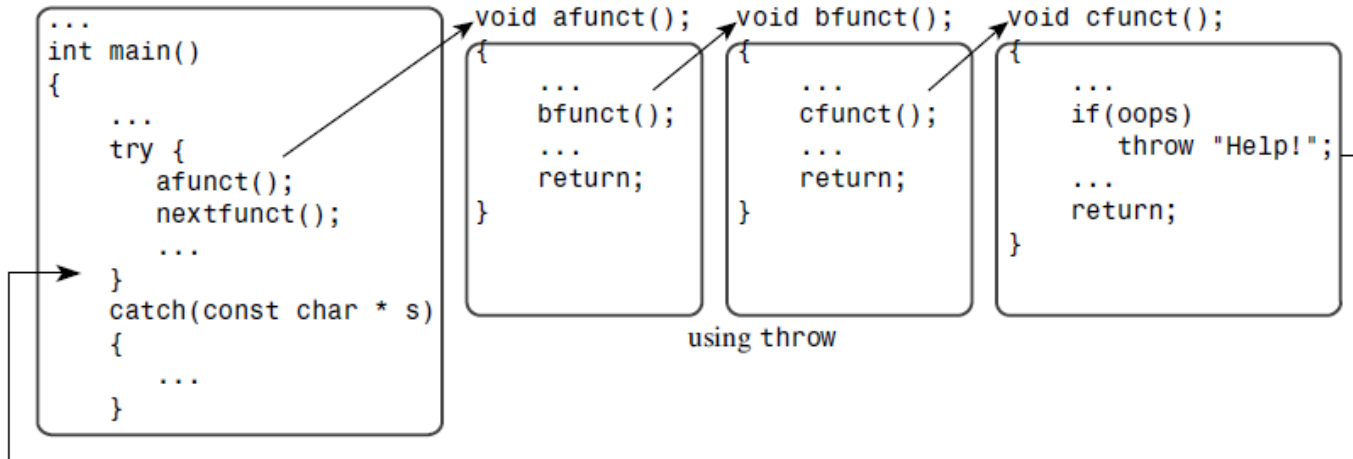 ...
int main()
{
...
try {
afunct();
nextfunct();
...
}
catch(const char * s)
{
...
}
void afunct();
{
...
bfunct();
...
return;
}
void bfunct();
{
...
cfunct();
...
return;
}
void cfunct();
{
...
if(oops)
throw "Help!";
...
return;
}
using throw